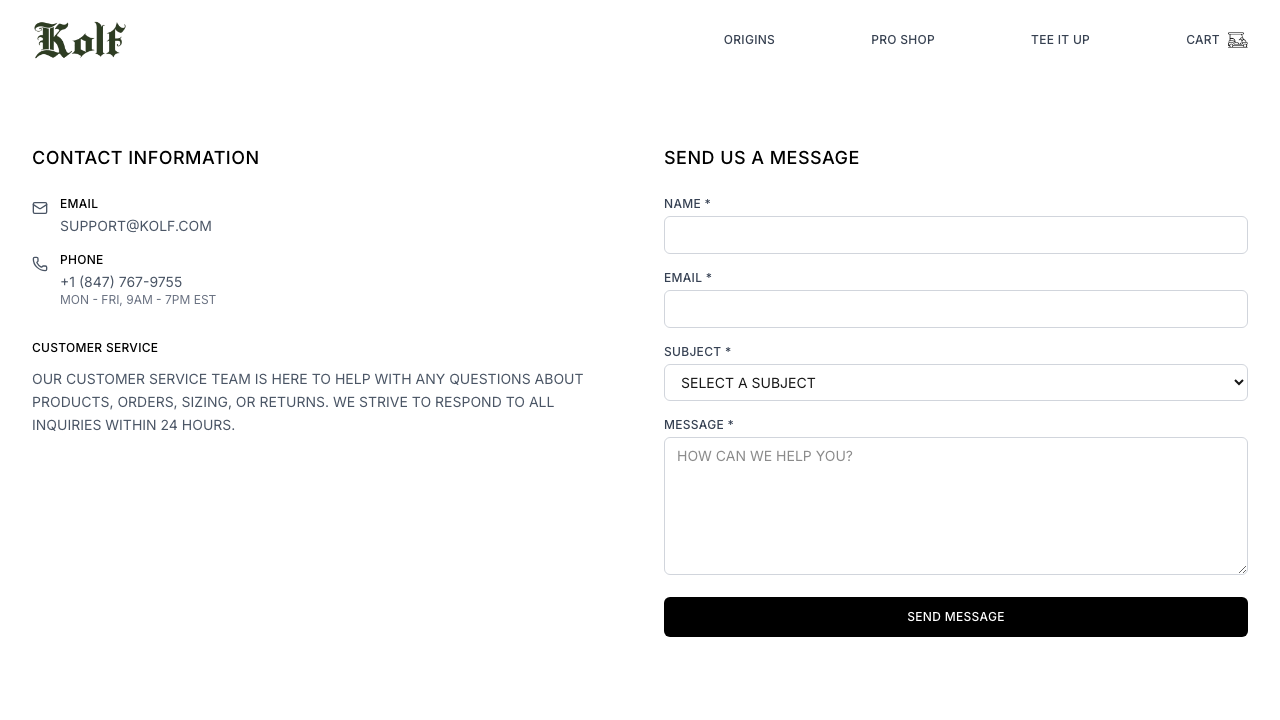 Kolf
ORIGINS
PRO SHOP
TEE IT UP
CART
CONTACT INFORMATION
EMAIL
SUPPORT@KOLF.COM
PHONE
+1 (847) 767-9755
MON - FRI, 9AM - 7PM EST
CUSTOMER SERVICE
OUR CUSTOMER SERVICE TEAM IS HERE TO HELP WITH ANY QUESTIONS ABOUT
PRODUCTS, ORDERS, SIZING, OR RETURNS. WE STRIVE TO RESPOND TO ALL
INQUIRIES WITHIN 24 HOURS.
SEND US A MESSAGE
NAME *
EMAIL *
SUBJECT *
SELECT A SUBJECT
MESSAGE *
HOW CAN WE HELP YOU?
SEND MESSAGE